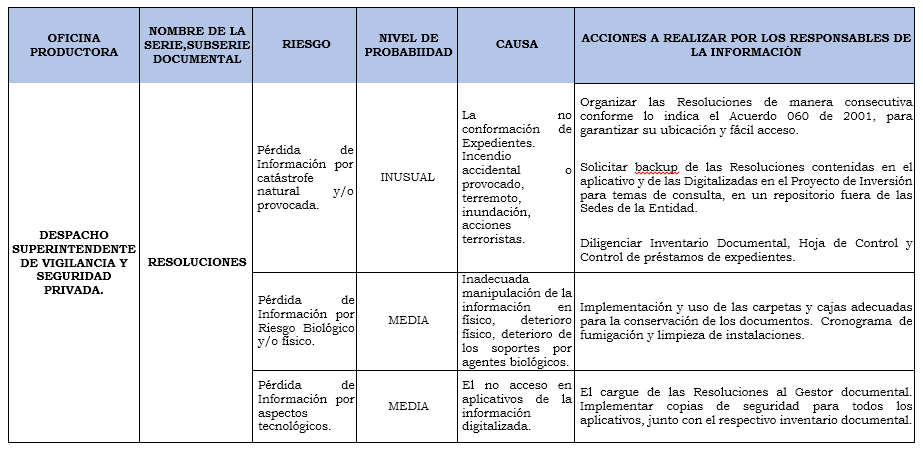 OFICINA
PRODUCTORA
NOMBRE DE LA
SERIE,SUBSERIE
DOCUMENTAL
RIESGO
NIVEL DE
PROBABIIDAD
CAUSA
ACCIONES A REALIZAR POR LOS RESPONSABLES DE
LA INFORMACIÒN
DESPACHO
SUPERINTENDENTE
DE VIGILANCIA Y
SEGURIDAD
PRIVADA.
RESOLUCIONES
Pérdida de
Información por
catástrofe
natural y/o
provocada.
INUSUAL
La no
conformación de
Expedientes.
Incendio
accidental o
provocado,
terremoto,
inundación,
acciones
terroristas.
Organizar las Resoluciones de manera consecutiva
conforme lo indica el Acuerdo 060 de 2001, para
garantizar su ubicación y fácil acceso.
Solicitar backup de las Resoluciones contenidas en el
aplicativo y de las Digitalizadas en el Proyecto de Inversión
para temas de consulta, en un repositorio fuera de las
Sedes de la Entidad.
Diligenciar Inventario Documental, Hoja de Control y
Control de préstamos de expedientes.
Pérdida de
Información por
Riesgo Biológico
y/o físico.
MEDIA
Inadecuada
manipulación de la
información en
físico, deterioro
físico, deterioro de
los soportes por
agentes biológicos.
Implementación y uso de las carpetas y cajas adecuadas
para la conservación de los documentos. Cronograma de
fumigación y limpieza de instalaciones.
Pérdida de
Información por
aspectos
tecnológicos.
MEDIA
El no acceso en
aplicativos de la
información
digitalizada.
El cargue de las Resoluciones al Gestor documental.
Implementar copias de seguridad para todos los
aplicativos, junto con el respectivo inventario documental.